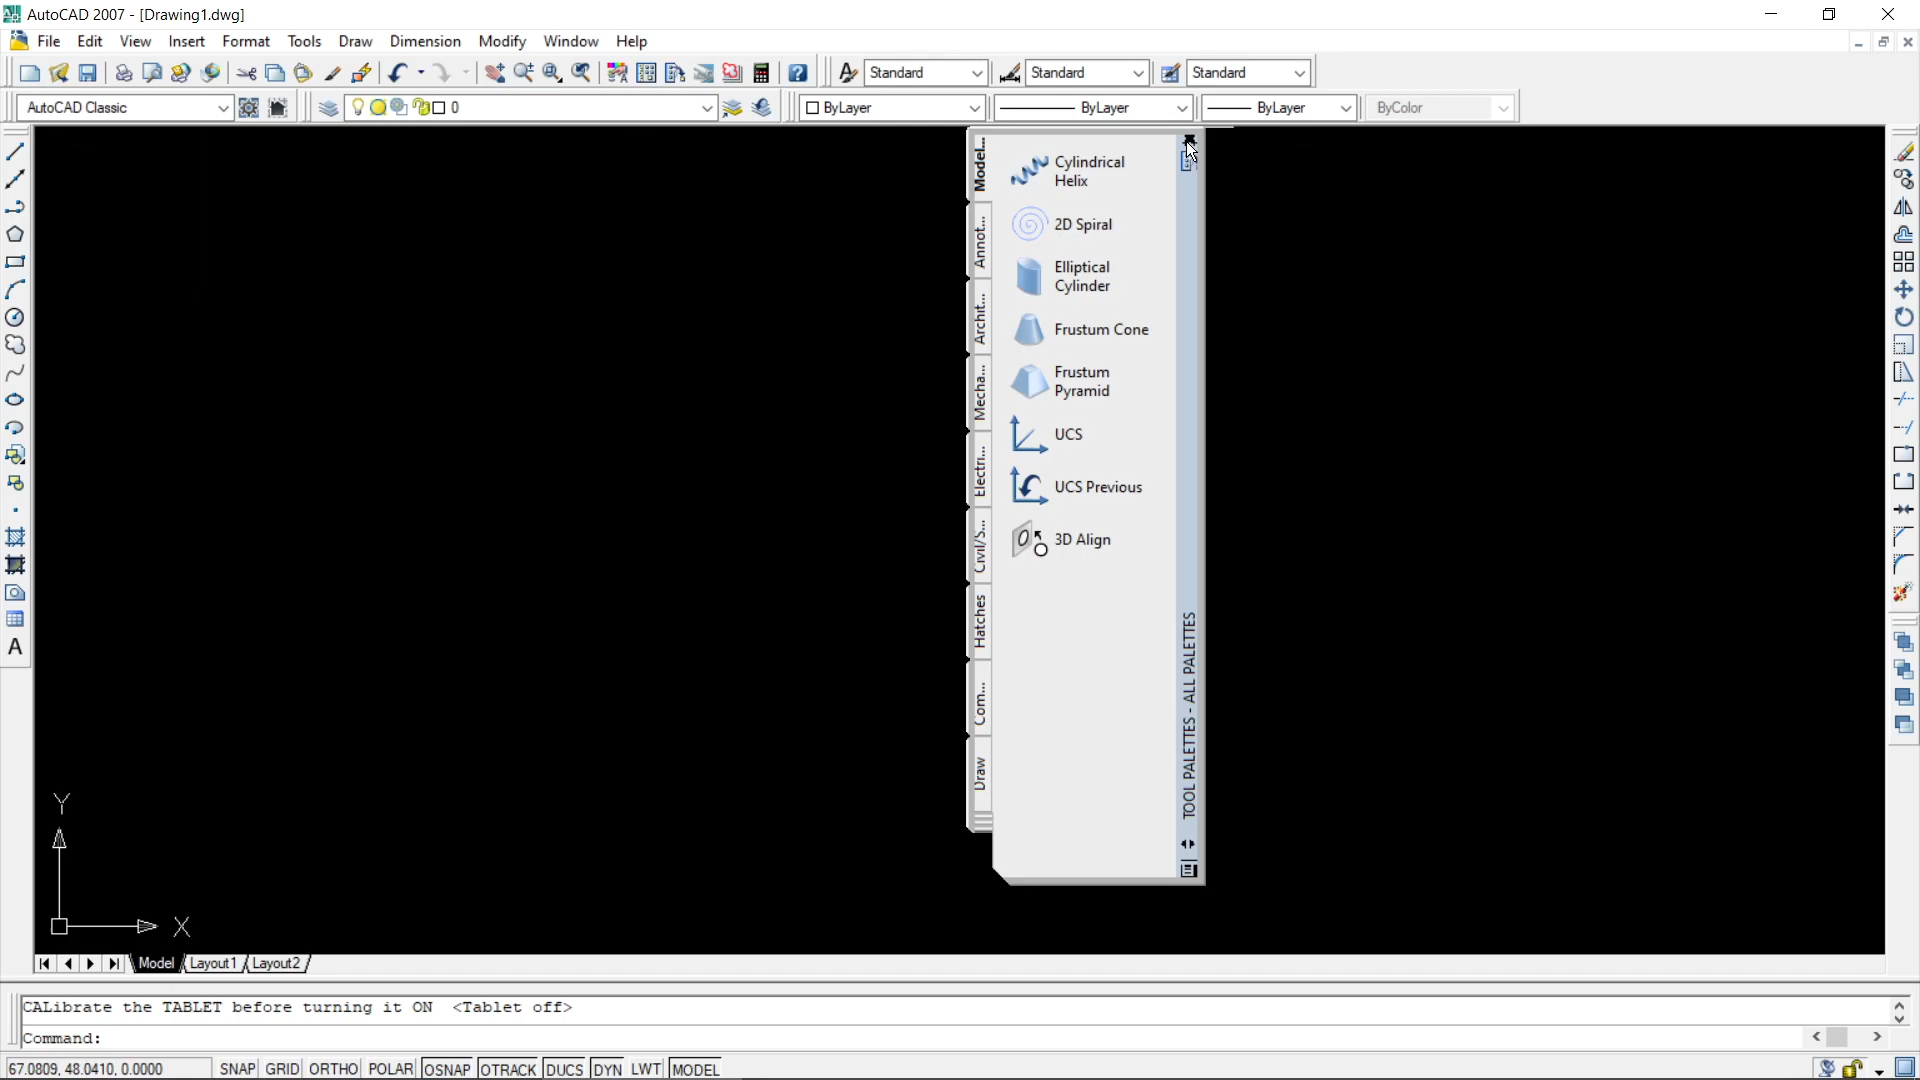 AutoCAD 2007 - [Drawing1.dwg]
File Edit View Insert Format Tools Draw Dimension Modify Window Help
Standard Standard Standard
AutoCAD Classic 0 ByLayer ByLayer ByLayer ByColor
Model...
Annot...
Archit...
Mecha...
Electri...
Civil/S...
Hatches
Com...
Draw
Cylindrical
Helix
2D Spiral
Elliptical
Cylinder
Frustum Cone
Frustum
Pyramid
UCS
UCS Previous
3D Align
TOOL PALETTES - ALL PALETTES
A
Y
X
Model Layout1 Layout2
CALibrate the TABLET before turning it ON <Tablet off>
Command:
67.0809, 48.0410, 0.0000 SNAP GRID ORTHO POLAR OSNAP OTRACK DUCS DYN LWT MODEL